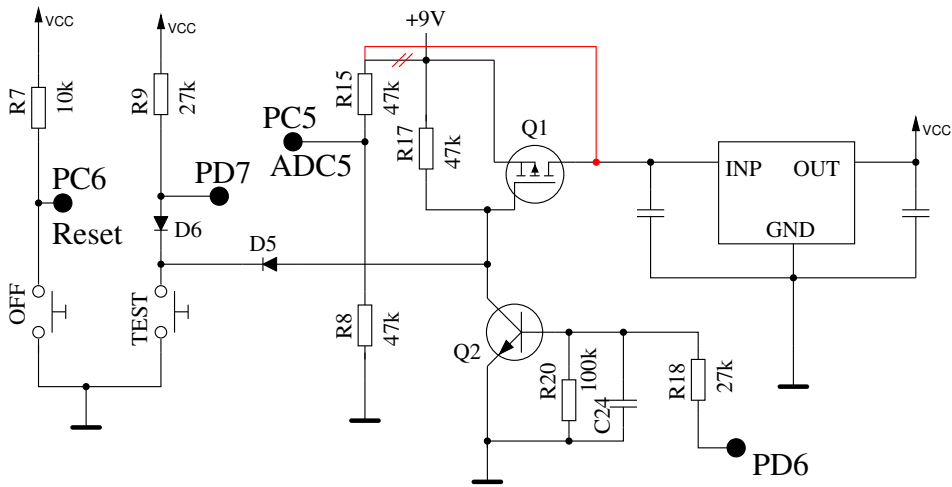 VCC
VCC
+9V
R7
10k
R9
27k
R15
47k
PC5
ADC5
R17
47k
Q1
VCC
INP
OUT
GND
PC6
Reset
PD7
D6
D5
OFF
TEST
R8
47k
Q2
R20
100k
C24
R18
27k
PD6